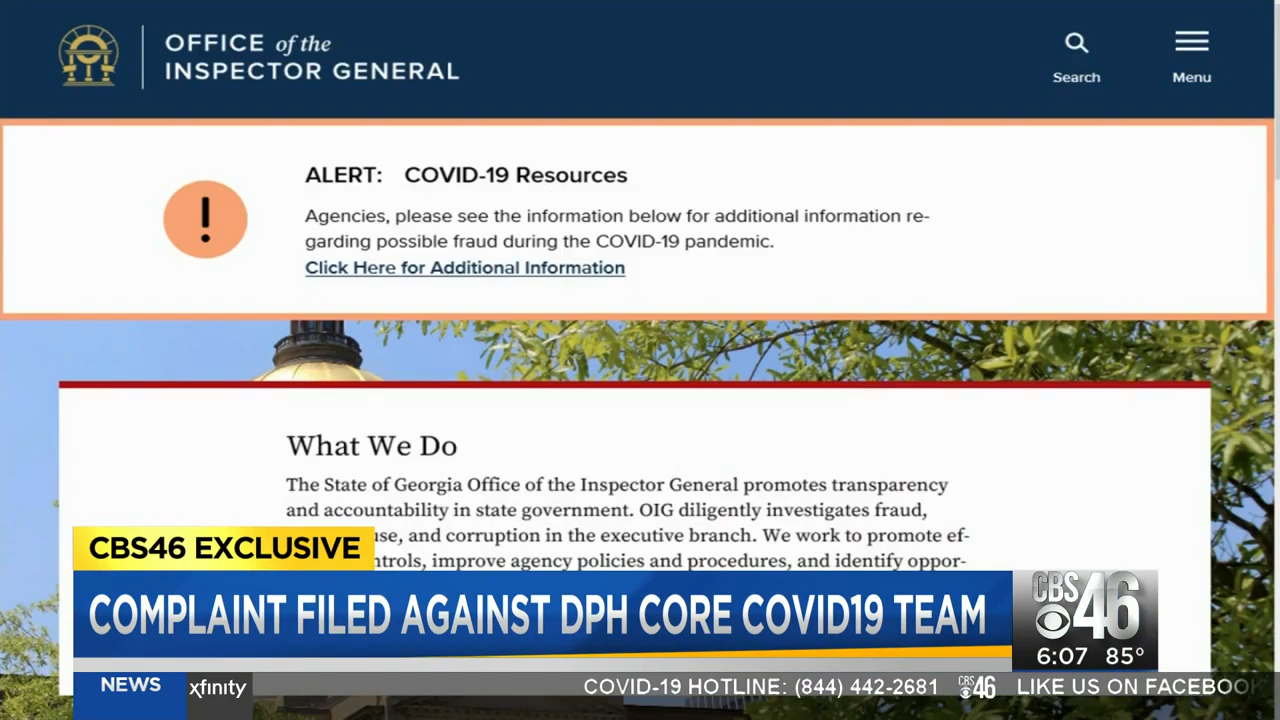 OFFICE of the
INSPECTOR GENERAL
Search
Menu
ALERT: COVID-19 Resources
Agencies, please see the information below for additional information re-
garding possible fraud during the COVID-19 pandemic.
Click Here for Additional Information
What We Do
The State of Georgia Office of the Inspector General promotes transparency
and accountability in state government. OIG diligently investigates fraud,
and corruption in the executive branch. We work to promote ef-
improve agency policies and procedures, and identify oppor-
CBS46 EXCLUSIVE
COMPLAINT FILED AGAINST DPH CORE COVID19 TEAM
CBS 46
6:07 85°
NEWS xfinity COVID-19 HOTLINE: (844) 442-2681 CBS 46 LIKE US ON FACEBOOK